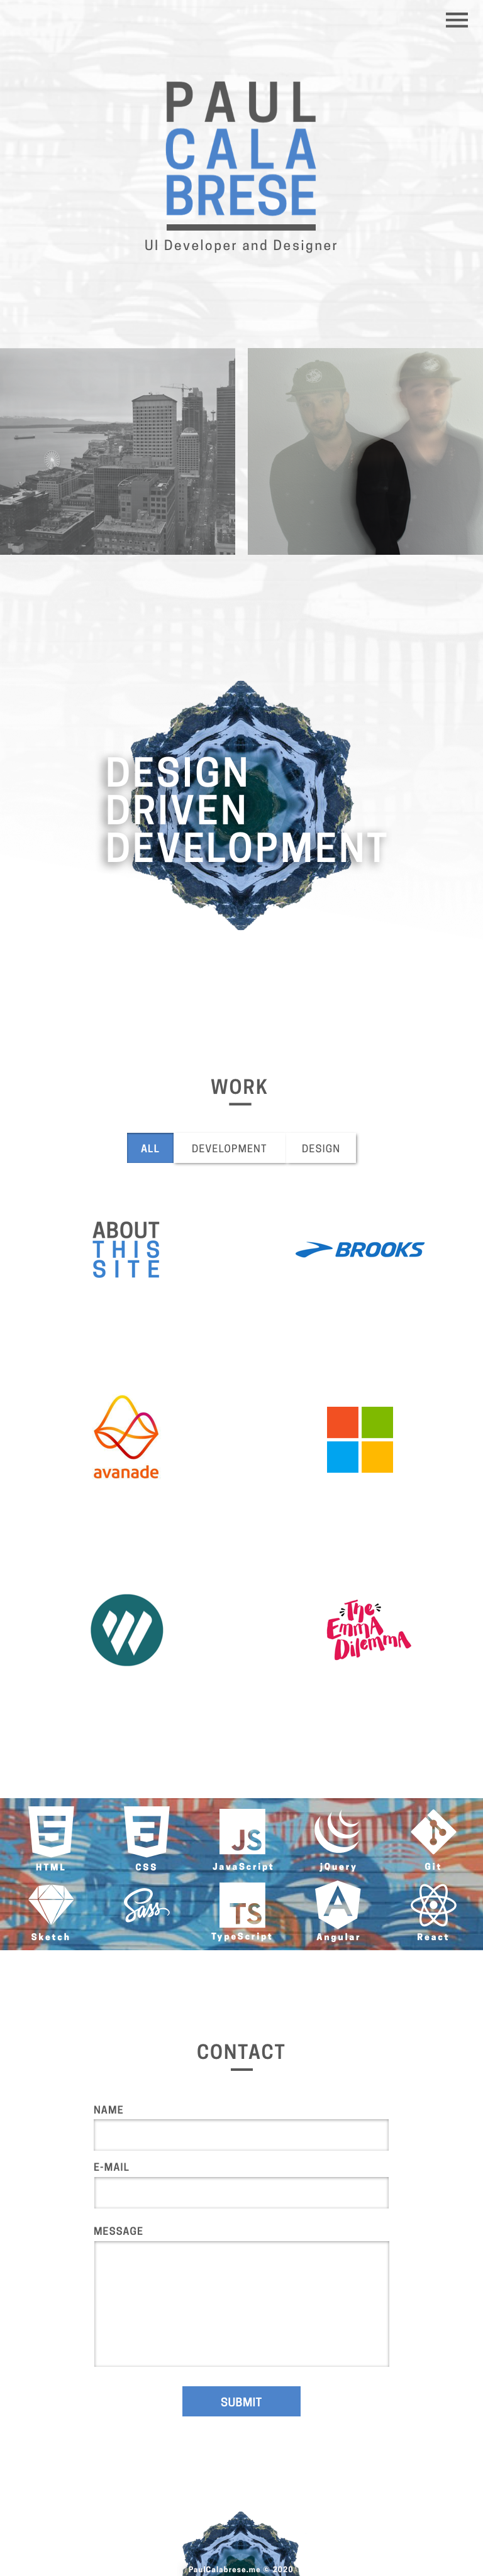 PAUL
CALA
BRESE
UI Developer and Designer
DESIGN
DRIVEN
DEVELOPMENT
WORK
ALL DEVELOPMENT DESIGN
ABOUT
THIS
SITE
BROOKS
avanade
The
EmmA
DilemmA
JS
HTML CSS JavaScript jQuery Git
Sass
TS
A
Sketch TypeScript Angular React
CONTACT
NAME
E-MAIL
MESSAGE
SUBMIT
PaulCalabrese.me © 2020